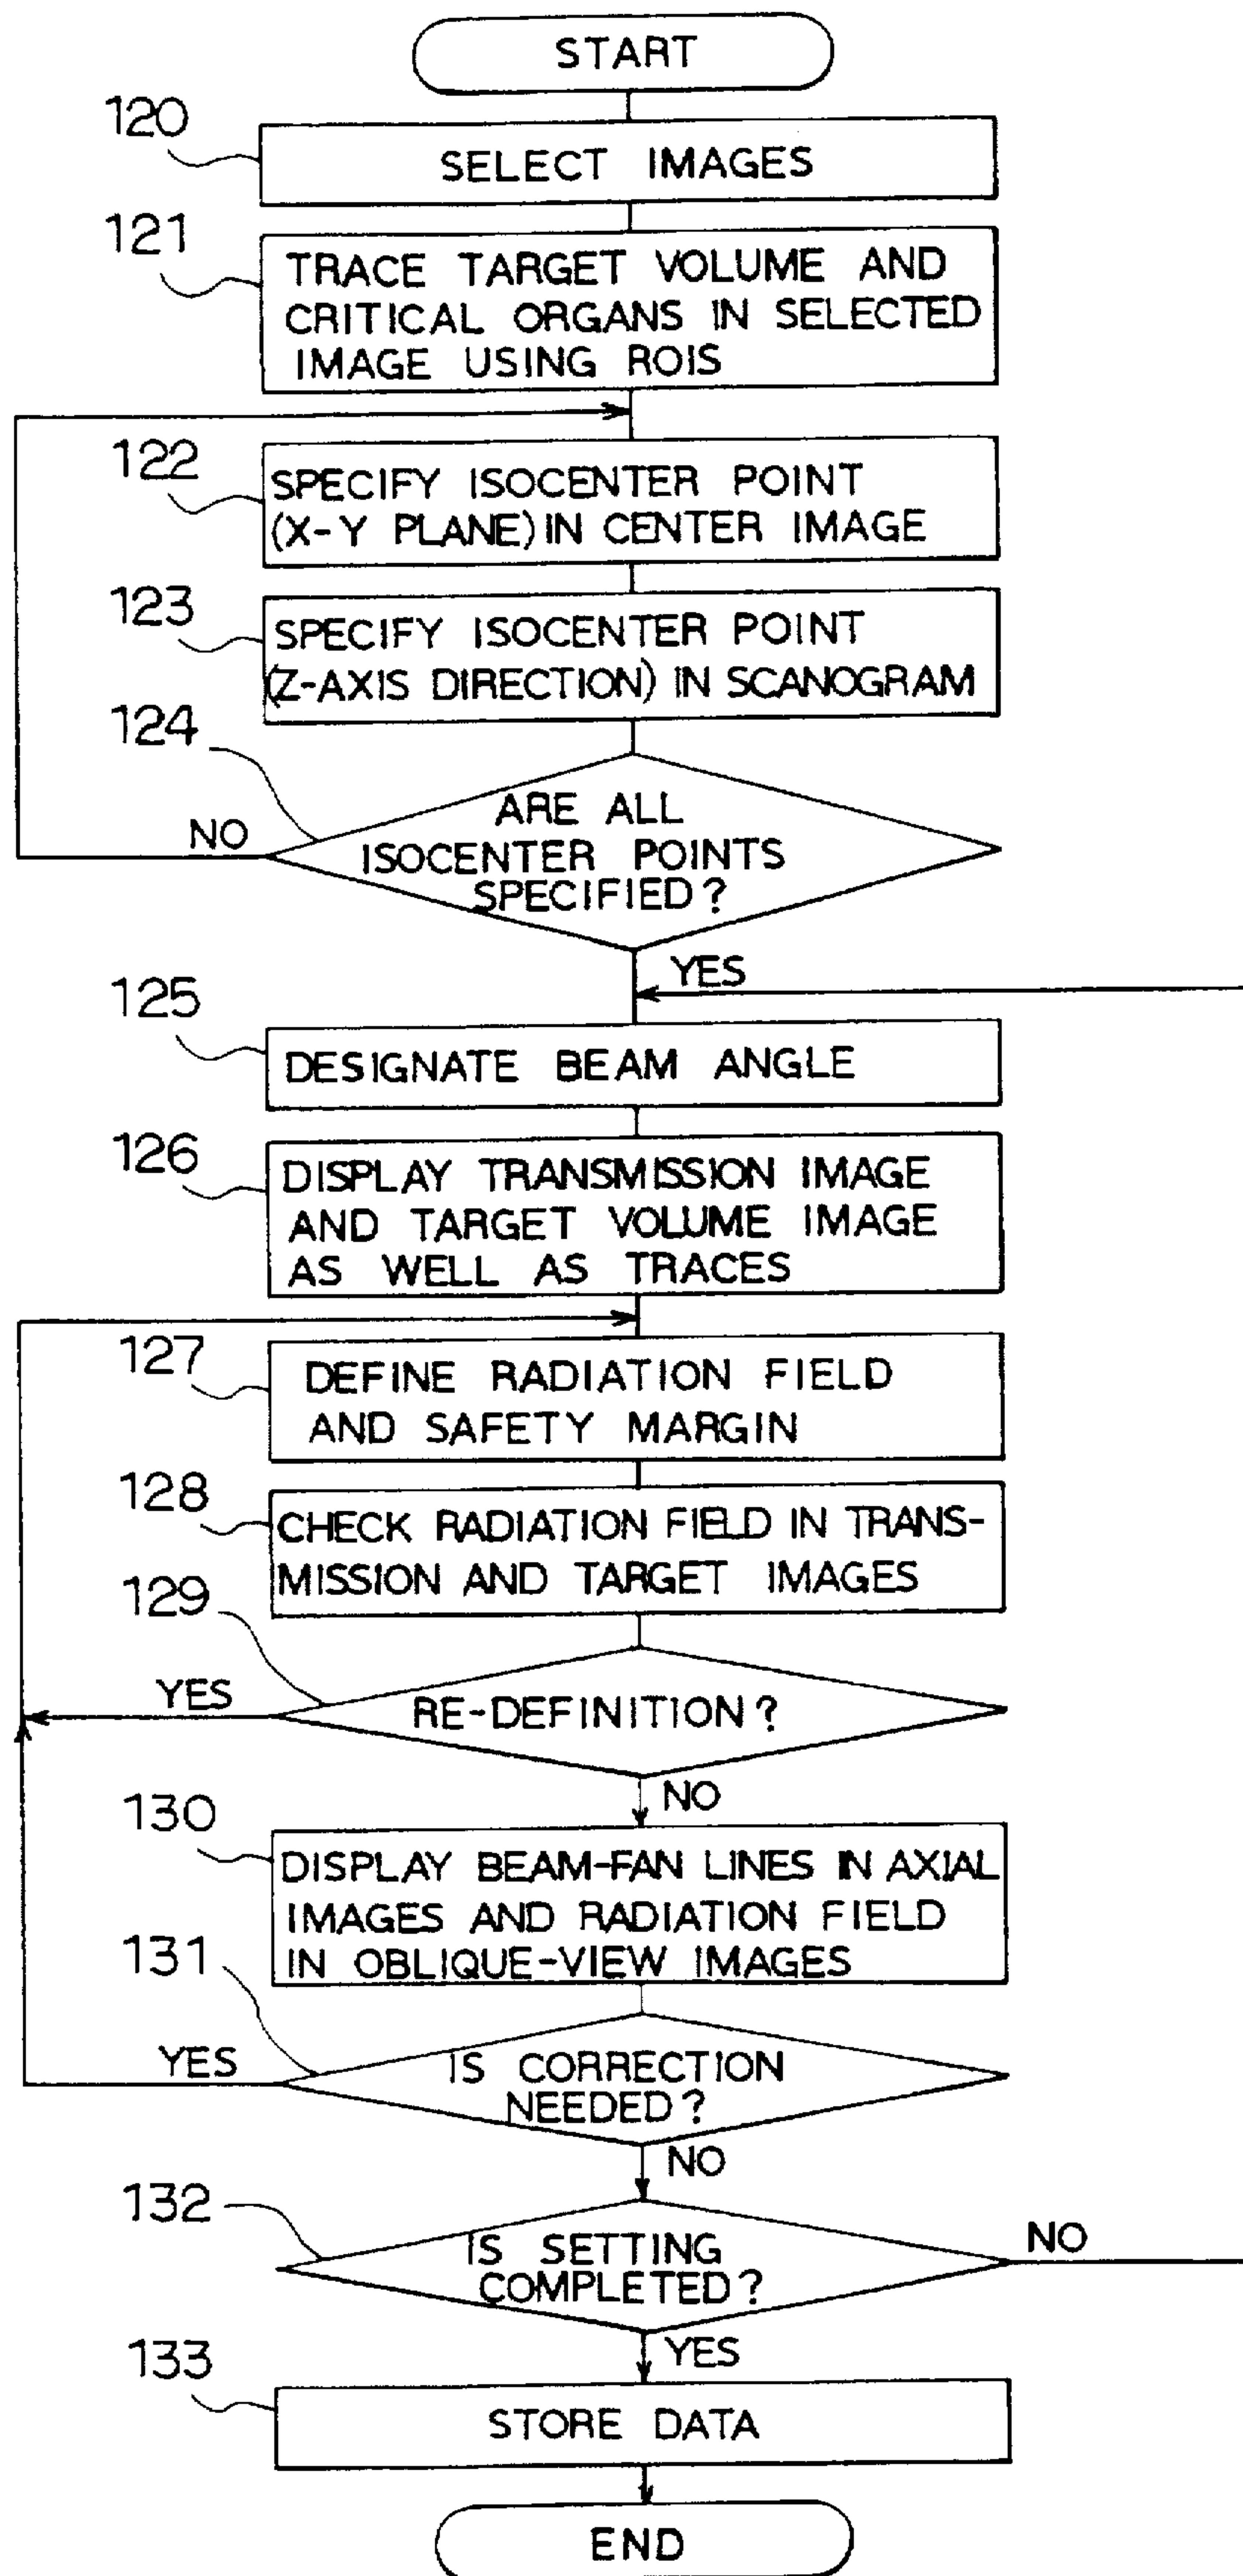 START
120
SELECT IMAGES
121
TRACE TARGET VOLUME AND
CRITICAL ORGANS IN SELECTED
IMAGE USING ROIS
122
SPECIFY ISOCENTER POINT
(X-Y PLANE) IN CENTER IMAGE
123
SPECIFY ISOCENTER POINT
(Z-AXIS DIRECTION) IN SCANOGRAM
124
ARE ALL
ISOCENTER POINTS
SPECIFIED?
NO
YES
125
DESIGNATE BEAM ANGLE
126
DISPLAY TRANSMISSION IMAGE
AND TARGET VOLUME IMAGE
AS WELL AS TRACES
127
DEFINE RADIATION FIELD
AND SAFETY MARGIN
128
CHECK RADIATION FIELD IN TRANS-
MISSION AND TARGET IMAGES
129
YES
RE-DEFINITION?
NO
130
DISPLAY BEAM-FAN LINES IN AXIAL
IMAGES AND RADIATION FIELD
IN OBLIQUE-VIEW IMAGES
131
YES
IS CORRECTION
NEEDED?
NO
132
IS SETTING
COMPLETED?
NO
YES
133
STORE DATA
END